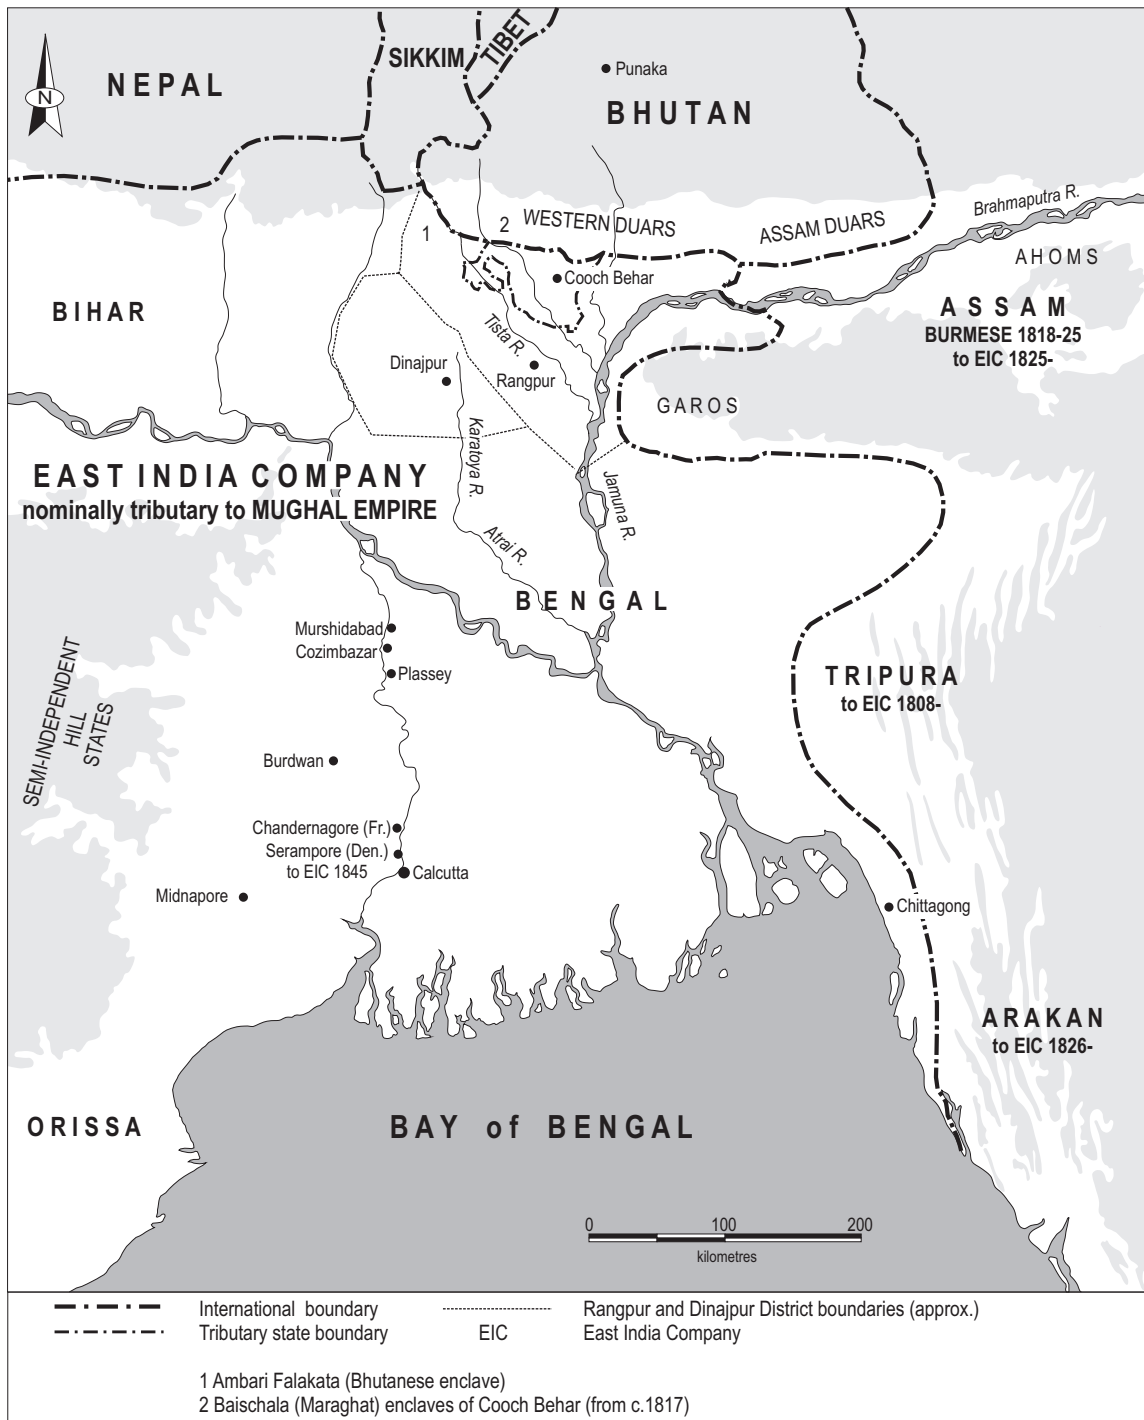 NEPAL
SIKKIM
TIBET
Punaka
BHUTAN
N
Brahmaputra R.
1
2
WESTERN DUARS
ASSAM DUARS
AHOMS
Cooch Behar
BIHAR
ASSAM
BURMESE 1818-25
to EIC 1825-
Tista R.
Dinajpur
Rangpur
GAROS
Karatoya R.
EAST INDIA COMPANY
nominally tributary to MUGHAL EMPIRE
Jamuna R.
Atrai R.
BENGAL
Murshidabad
Cozimbazar
Plassey
SEMI-INDEPENDENT
HILL
STATES
TRIPURA
to EIC 1808-
Burdwan
Chandernagore (Fr.)
Serampore (Den.)
to EIC 1845
Calcutta
Midnapore
Chittagong
ARAKAN
to EIC 1826-
ORISSA
BAY of BENGAL
0 100 200
kilometres
International boundary
Rangpur and Dinajpur District boundaries (approx.)
Tributary state boundary
EIC East India Company
1 Ambari Falakata (Bhutanese enclave)
2 Baischala (Maraghat) enclaves of Cooch Behar (from c.1817)